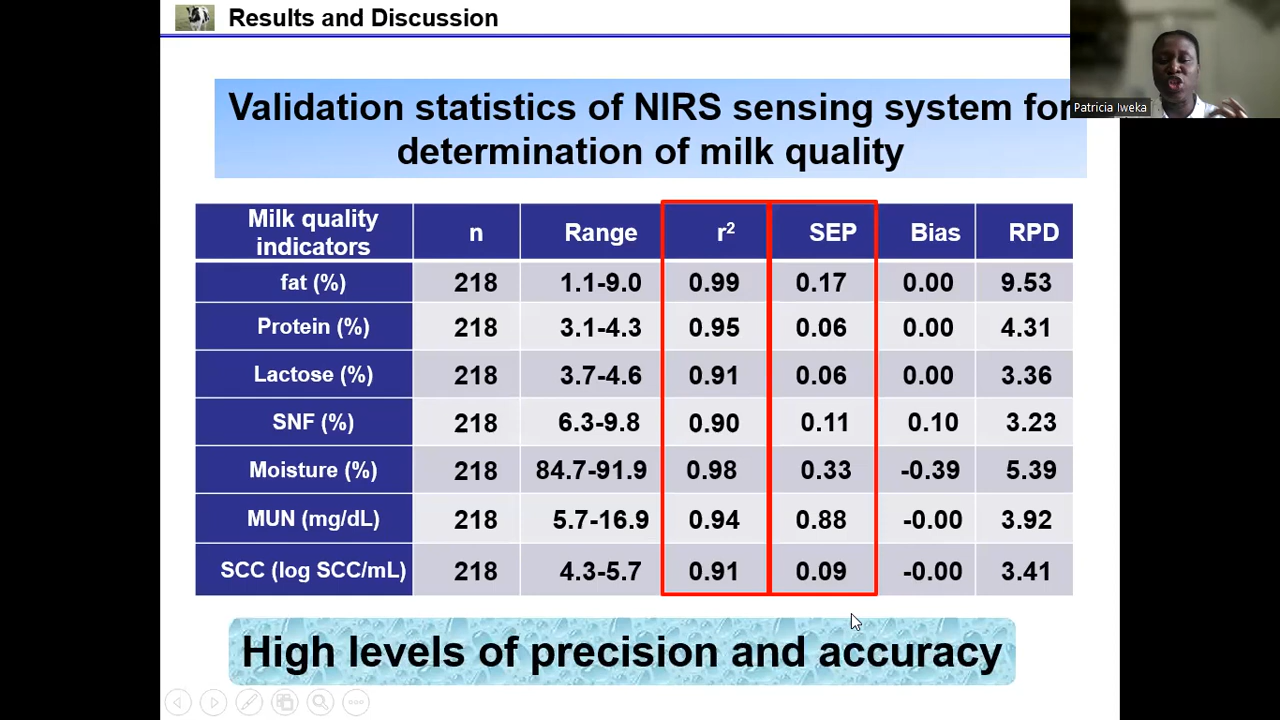 Results and Discussion
Patricia Iweka
Validation statistics of NIRS sensing system for
determination of milk quality
Milk quality indicators n Range r² SEP Bias RPD
fat (%) 218 1.1-9.0 0.99 0.17 0.00 9.53
Protein (%) 218 3.1-4.3 0.95 0.06 0.00 4.31
Lactose (%) 218 3.7-4.6 0.91 0.06 0.00 3.36
SNF (%) 218 6.3-9.8 0.90 0.11 0.10 3.23
Moisture (%) 218 84.7-91.9 0.98 0.33 -0.39 5.39
MUN (mg/dL) 218 5.7-16.9 0.94 0.88 -0.00 3.92
SCC (log SCC/mL) 218 4.3-5.7 0.91 0.09 -0.00 3.41
High levels of precision and accuracy